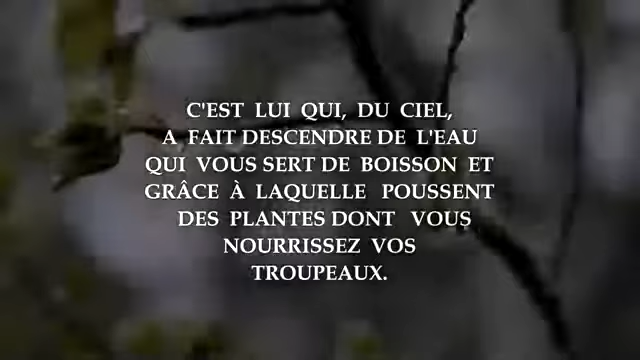 C'EST LUI QUI, DU CIEL,
A FAIT DESCENDRE DE L'EAU
QUI VOUS SERT DE BOISSON ET
GRÂCE À LAQUELLE POUSSENT
DES PLANTES DONT VOUS
NOURRISSEZ VOS
TROUPEAUX.